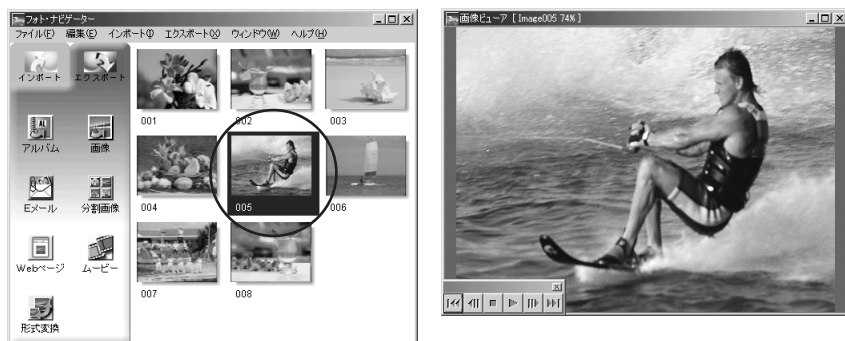 フォト・ナビゲーター
ファイル(F) 編集(E) インポート(I) エクスポート(X) ウィンドウ(W) ヘルプ(H)
インポート エクスポート
アルバム 画像
Eメール 分割画像
Webページ ムービー
形式変換
001 002 003
004 005 006
007 008
画像ビューア [ Image005 74% ]